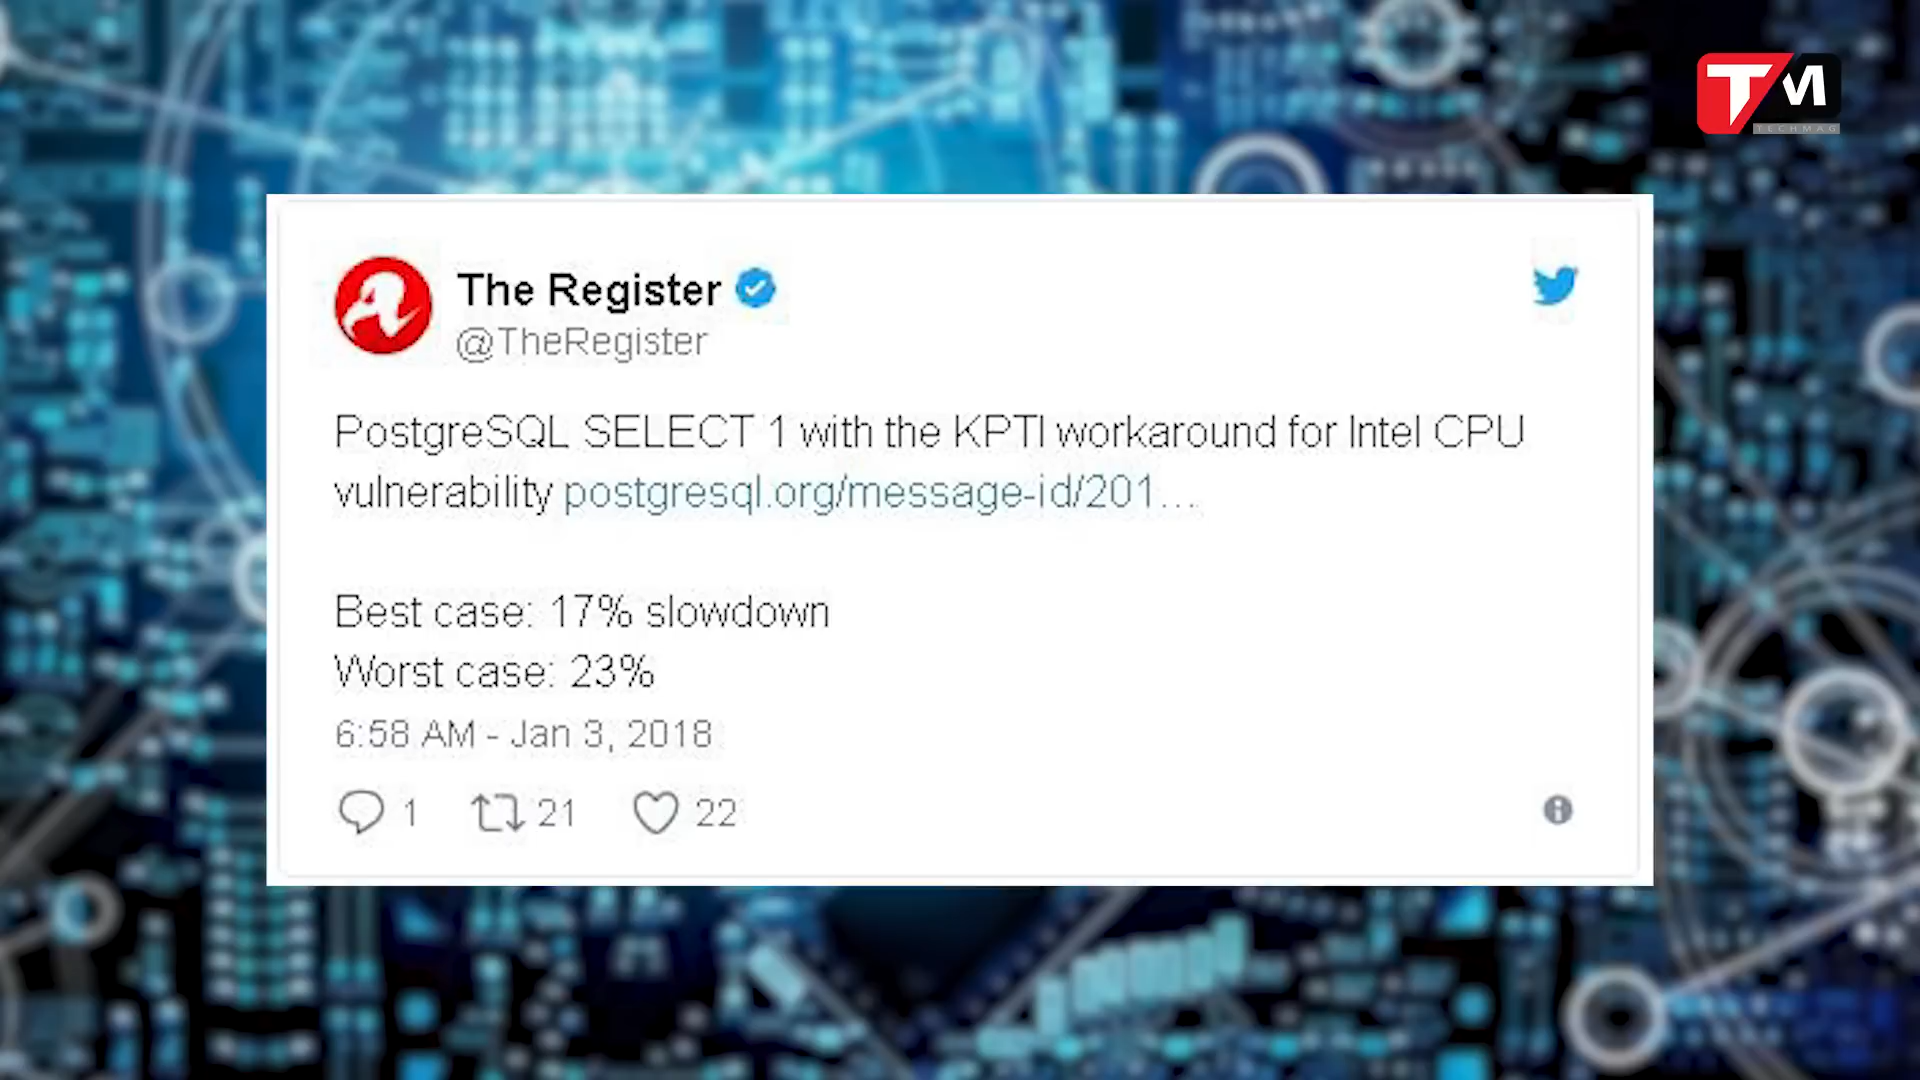 TM
TECHMAG
The Register
@TheRegister
PostgreSQL SELECT 1 with the KPTI workaround for Intel CPU
vulnerability postgresql.org/message-id/201…
Best case: 17% slowdown
Worst case: 23%
6:58 AM - Jan 3, 2018
1 21 22